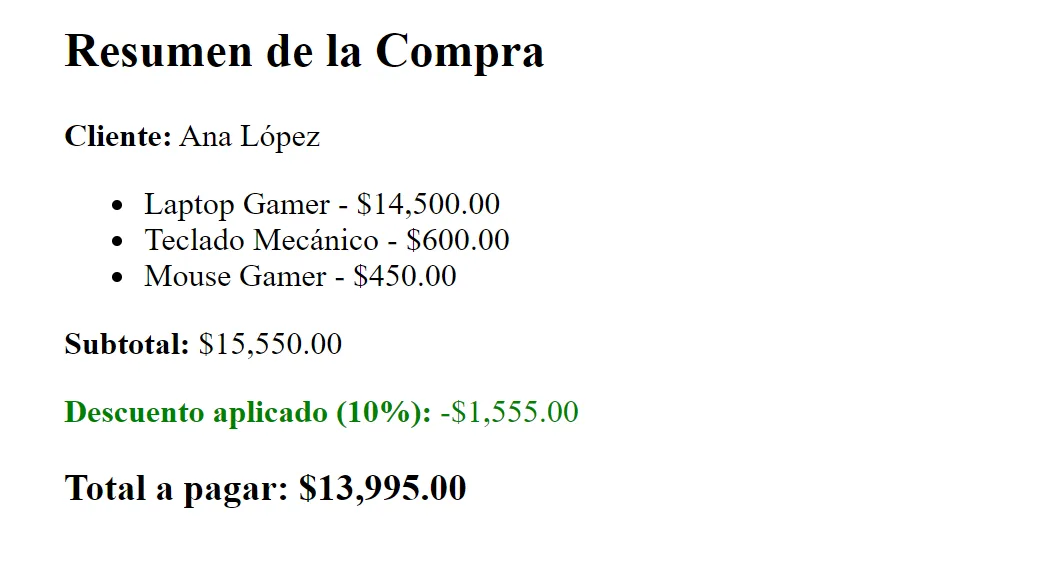 Resumen de la Compra
Cliente: Ana López
• Laptop Gamer - $14,500.00
• Teclado Mecánico - $600.00
• Mouse Gamer - $450.00
Subtotal: $15,550.00
Descuento aplicado (10%): -$1,555.00
Total a pagar: $13,995.00